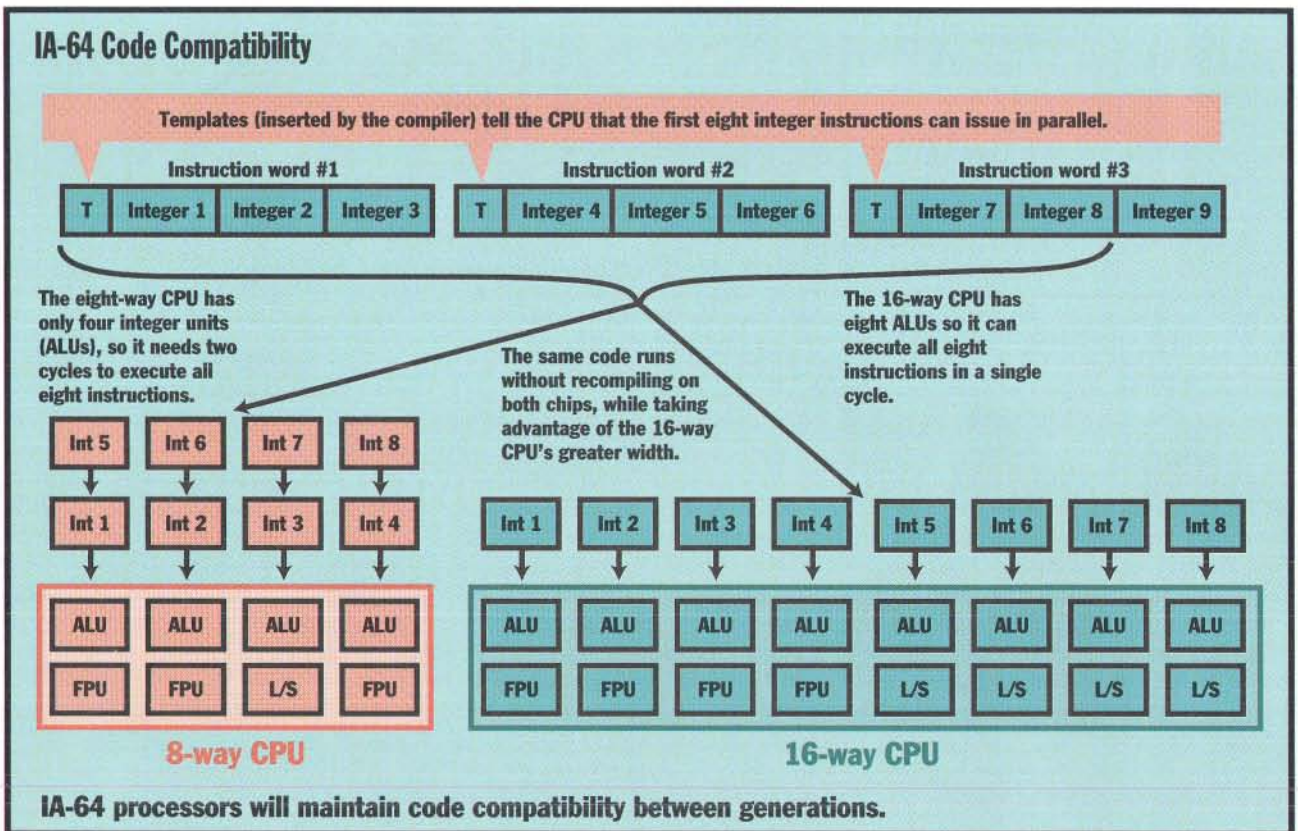 IA-64 Code Compatibility
Templates (inserted by the compiler) tell the CPU that the first eight integer instructions can issue in parallel.
Instruction word #1
Instruction word #2
Instruction word #3
T Integer 1 Integer 2 Integer 3
T Integer 4 Integer 5 Integer 6
T Integer 7 Integer 8 Integer 9
The eight-way CPU has
only four integer units
(ALUs), so it needs two
cycles to execute all
eight instructions.
The same code runs
without recompiling on
both chips, while taking
advantage of the 16-way
CPU's greater width.
The 16-way CPU has
eight ALUs so it can
execute all eight
instructions in a single
cycle.
Int 5 Int 6 Int 7 Int 8
Int 1 Int 2 Int 3 Int 4
ALU ALU ALU ALU
FPU FPU L/S FPU
8-way CPU
Int 1 Int 2 Int 3 Int 4 Int 5 Int 6 Int 7 Int 8
ALU ALU ALU ALU ALU ALU ALU ALU
FPU FPU FPU FPU L/S L/S L/S L/S
16-way CPU
IA-64 processors will maintain code compatibility between generations.